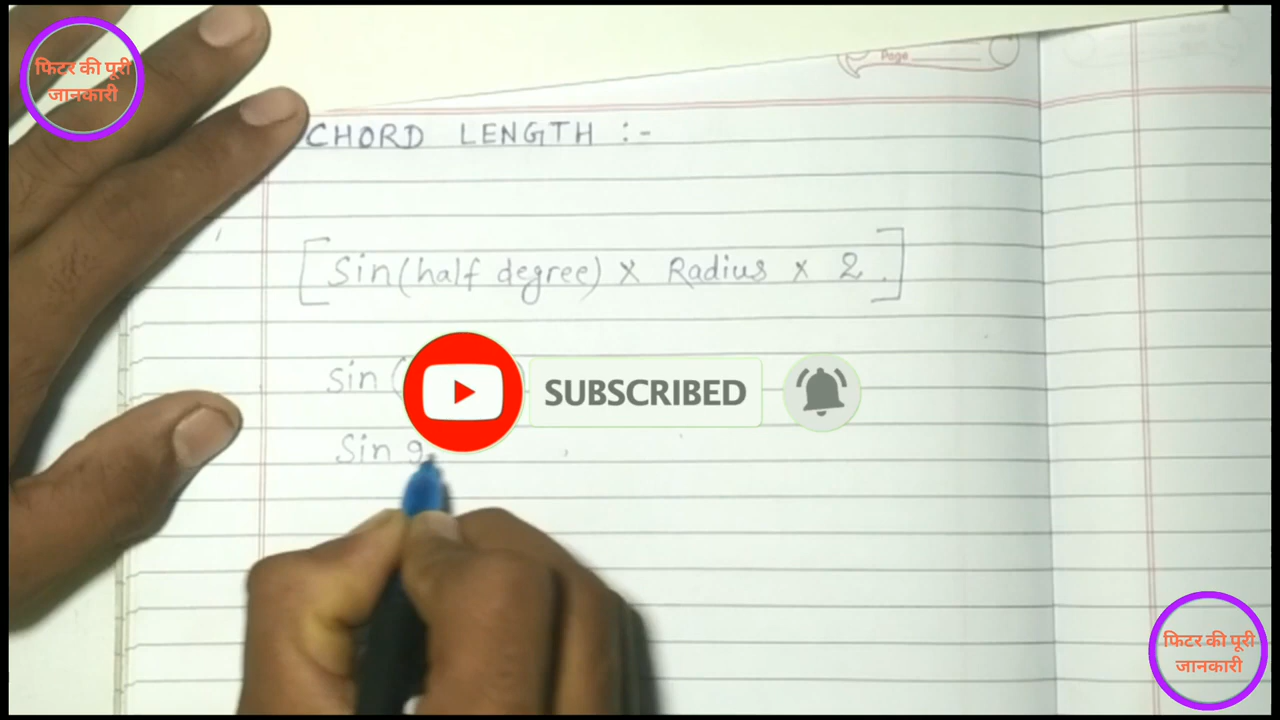 फिटर की पूरी
जानकारी
Page
CHORD LENGTH :-
[Sin(half degree) x Radius x 2.]
sin (
SUBSCRIBED
Sin 9
फिटर की पूरी
जानकारी